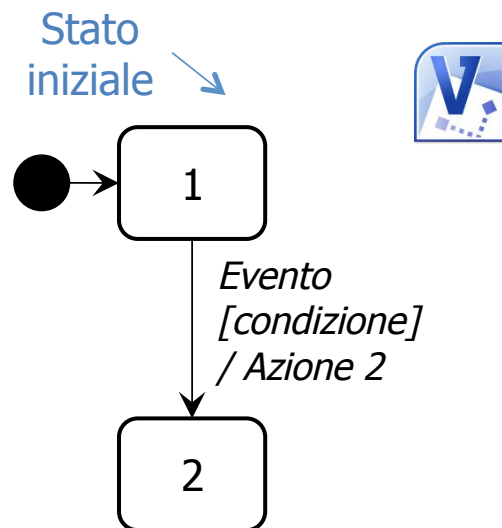 Stato
iniziale
V
1
Evento
[condizione]
/ Azione 2
2